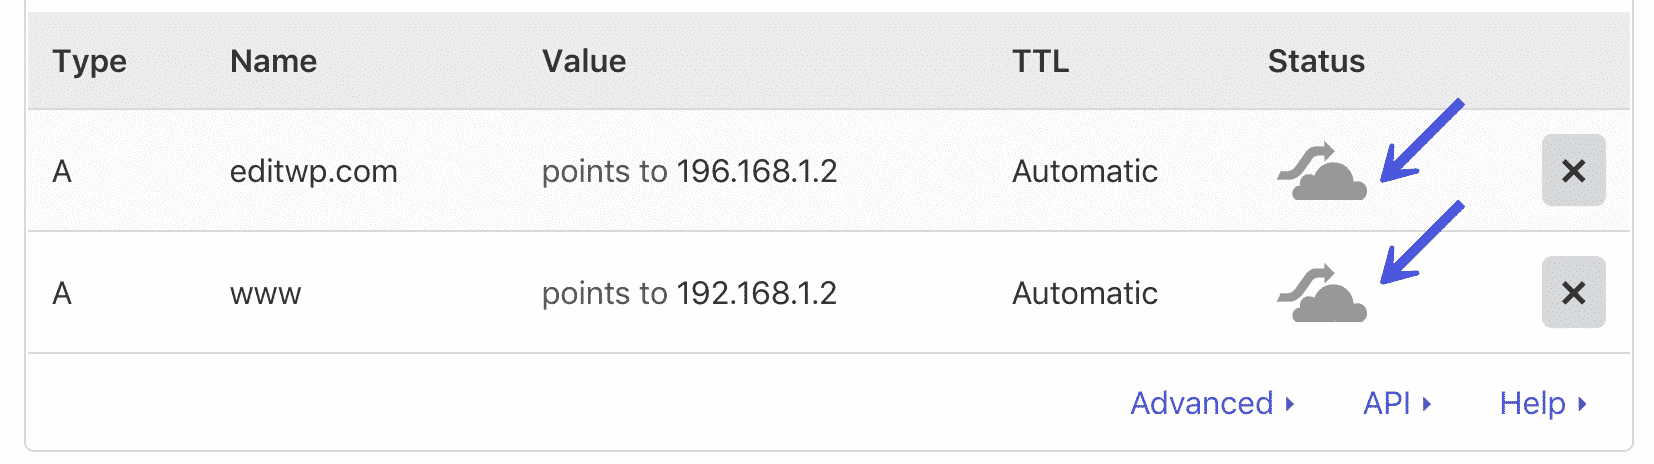 Type Name Value TTL Status
A editwp.com points to 196.168.1.2 Automatic
A www points to 192.168.1.2 Automatic
Advanced API Help